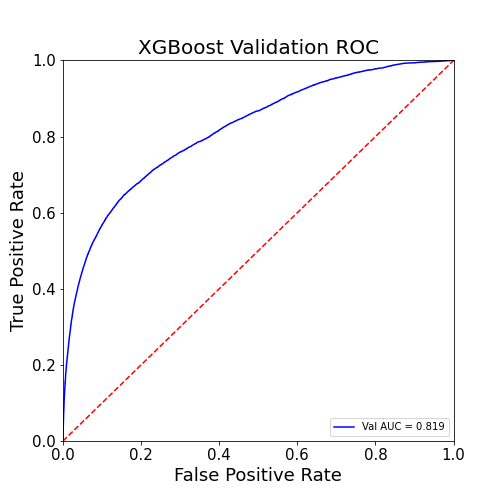 XGBoost Validation ROC
True Positive Rate
1.0
0.8
0.6
0.4
0.2
0.0
0.0 0.2 0.4 0.6 0.8 1.0
False Positive Rate
Val AUC = 0.819